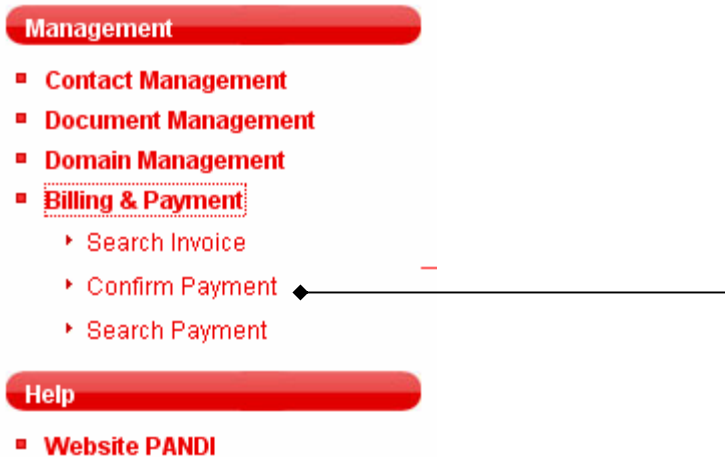 Management
Contact Management
Document Management
Domain Management
Billing & Payment
Search Invoice
Confirm Payment
Search Payment
Help
Website PANDI